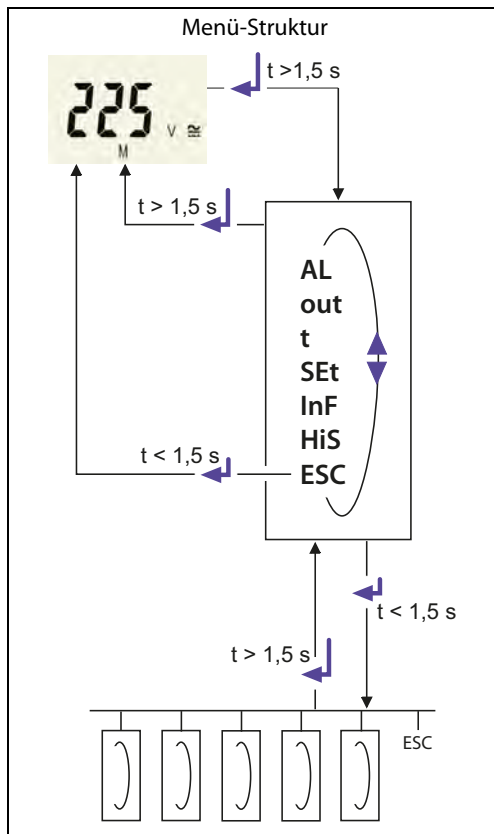 Menü-Struktur
t >1,5 s
225 V ≅
M
t > 1,5 s
AL
out
t
SEt
InF
HiS
t < 1,5 s
ESC
t < 1,5 s
t > 1,5 s
ESC